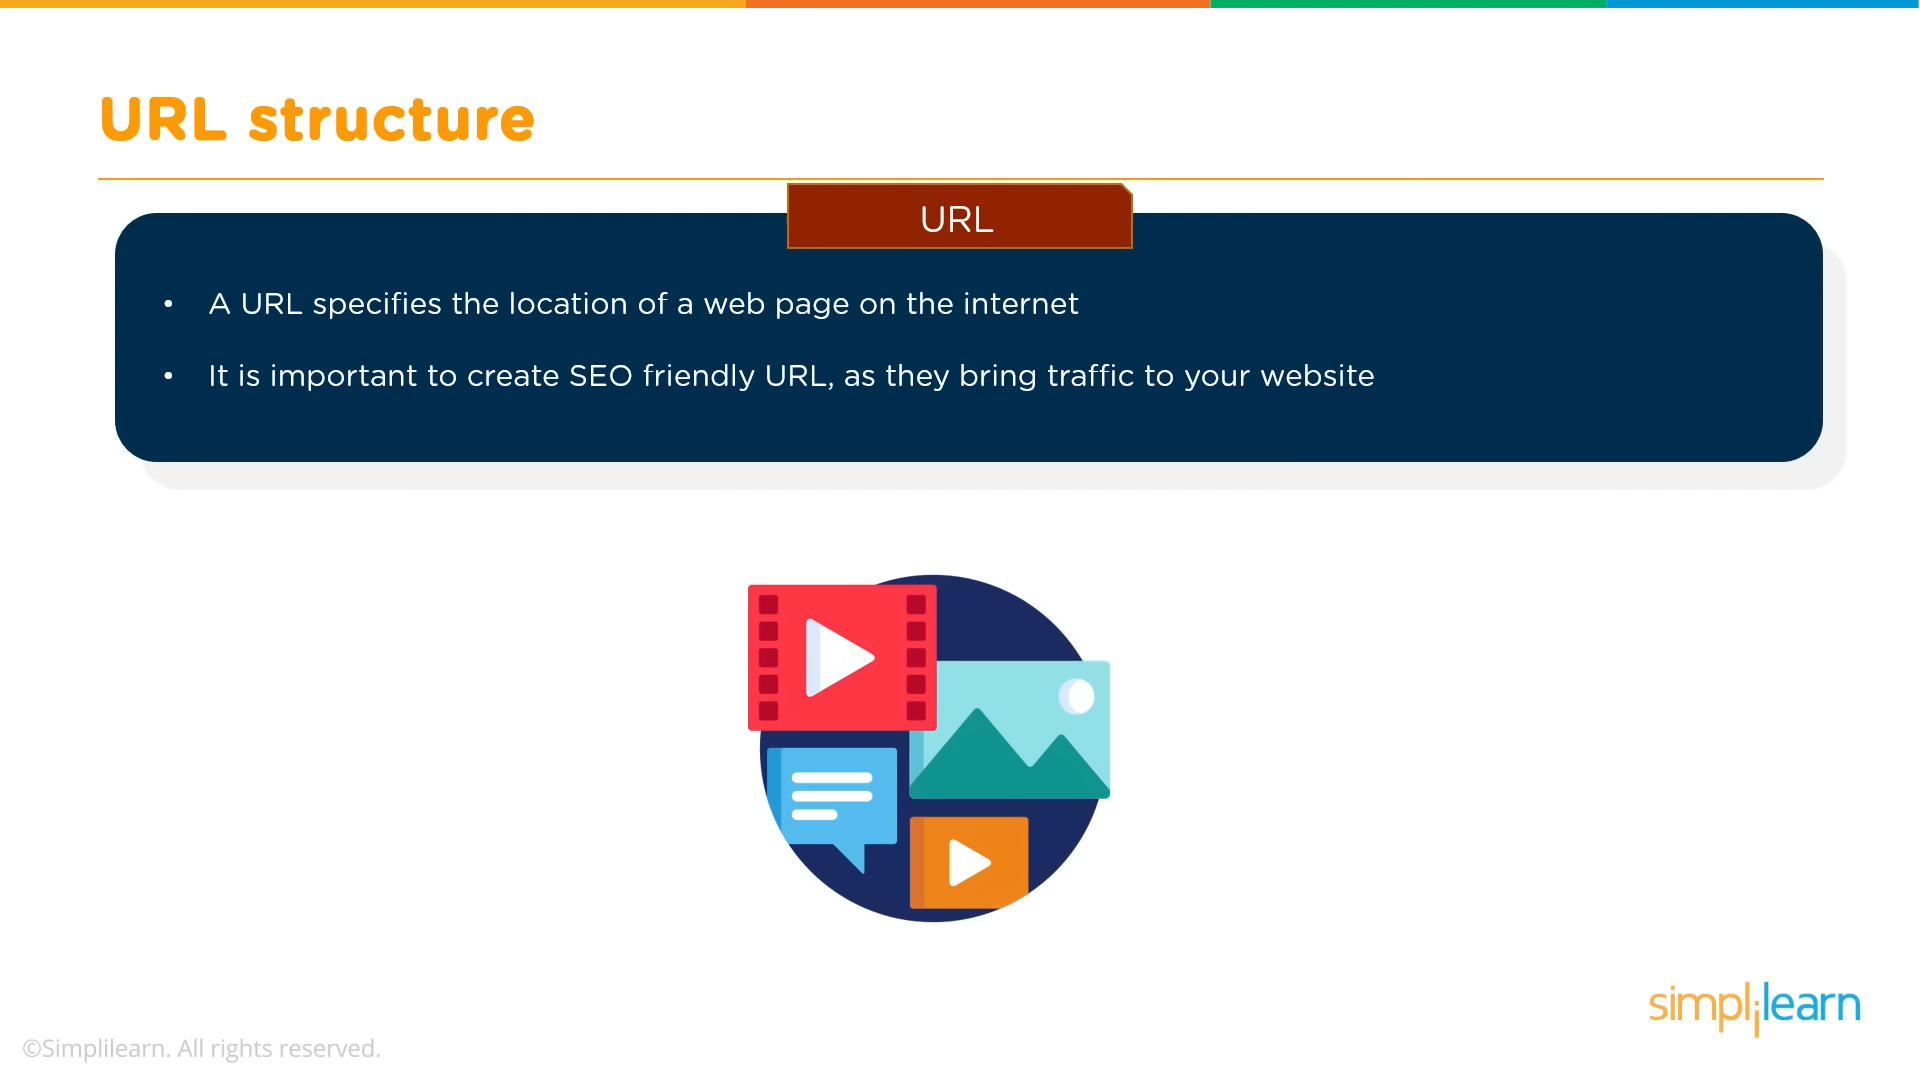 URL structure
URL
• A URL specifies the location of a web page on the internet
• It is important to create SEO friendly URL, as they bring traffic to your website
simplilearn
©Simplilearn. All rights reserved.